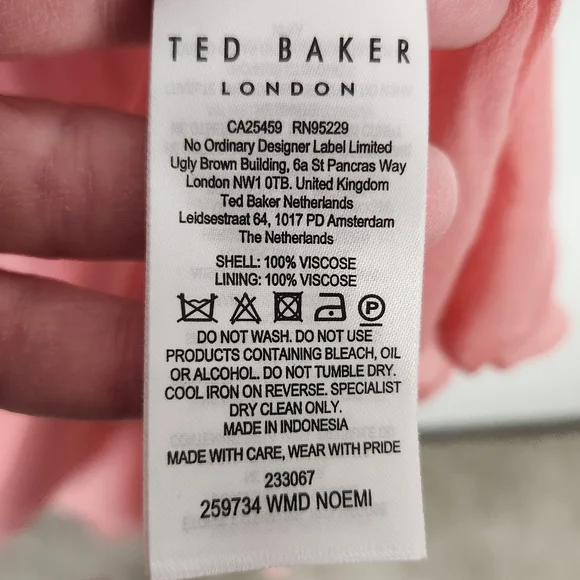 TED BAKER
LONDON
CA25459 RN95229
No Ordinary Designer Label Limited
Ugly Brown Building, 6a St Pancras Way
London NW1 0TB. United Kingdom
Ted Baker Netherlands
Leidsestraat 64, 1017 PD Amsterdam
The Netherlands
SHELL: 100% VISCOSE
LINING: 100% VISCOSE
P
DO NOT WASH. DO NOT USE
PRODUCTS CONTAINING BLEACH, OIL
OR ALCOHOL. DO NOT TUMBLE DRY.
COOL IRON ON REVERSE. SPECIALIST
DRY CLEAN ONLY.
MADE IN INDONESIA
MADE WITH CARE, WEAR WITH PRIDE
233067
259734 WMD NOEMI